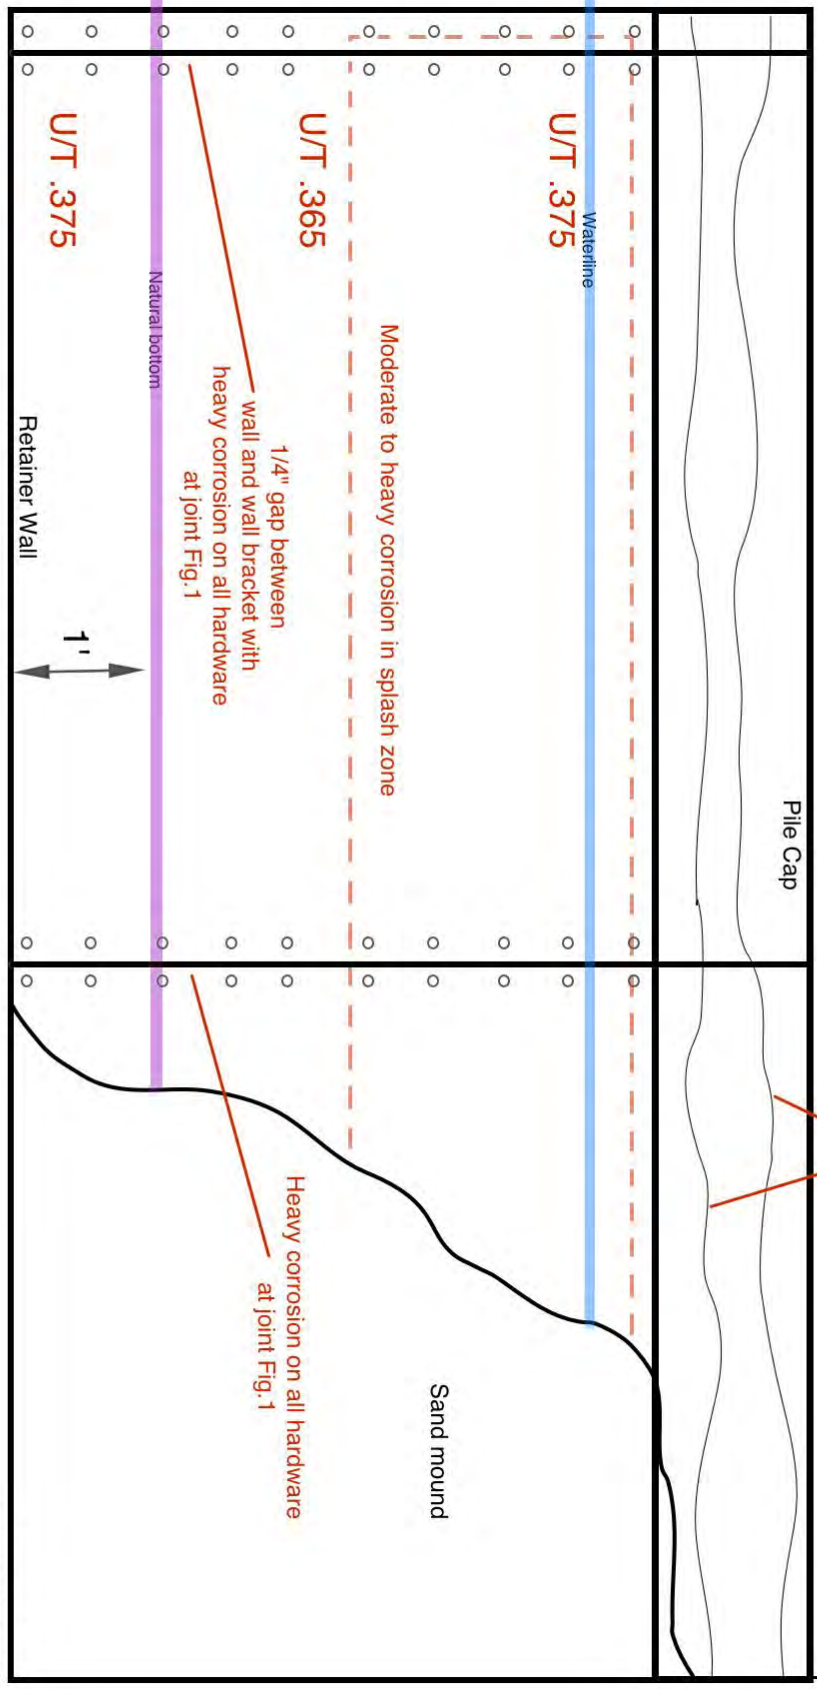 Pile Cap
U/T .375
Waterline
Moderate to heavy corrosion in splash zone
U/T .365
1/4" gap between
wall and wall bracket with
heavy corrosion on all hardware
at joint Fig.1
Natural bottom
U/T .375
1'
Retainer Wall
Sand mound
Heavy corrosion on all hardware
at joint Fig.1